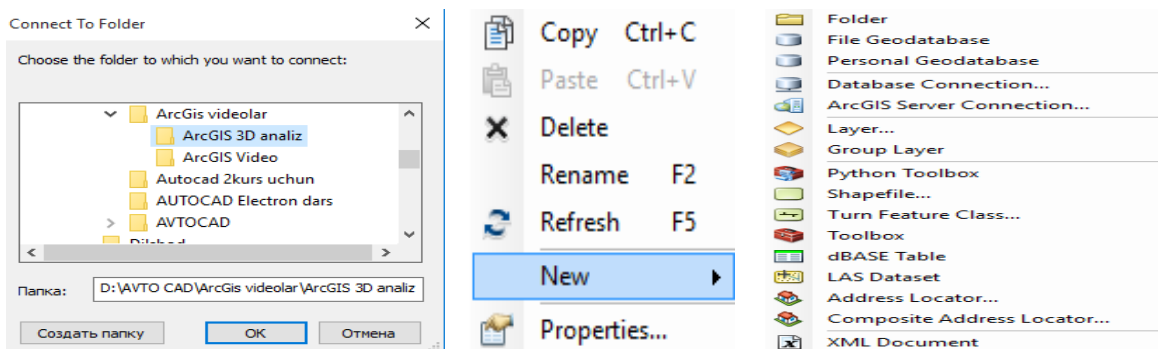 Connect To Folder
Choose the folder to which you want to connect:
ArcGis videolar
ArcGIS 3D analiz
ArcGIS Video
Autocad 2kurs uchun
AUTOCAD Electron dars
AVTOCAD
Папка: D:\AVTO CAD\ArcGis videolar\ArcGIS 3D analiz
Создать папку OK Отмена
Copy Ctrl+C
Paste Ctrl+V
Delete
Rename F2
Refresh F5
New
Properties...
Folder
File Geodatabase
Personal Geodatabase
Database Connection...
ArcGIS Server Connection...
Layer...
Group Layer
Python Toolbox
Shapefile...
Turn Feature Class...
Toolbox
dBASE Table
LAS Dataset
Address Locator...
Composite Address Locator...
XML Document